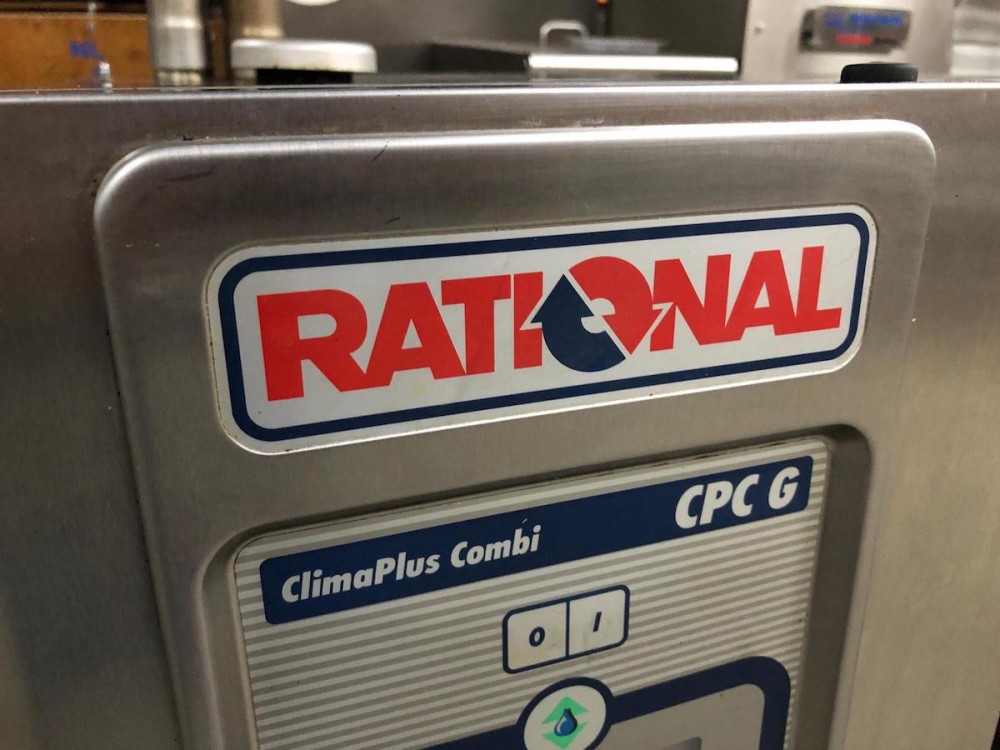 RATIONAL
ClimaPlus Combi CPC G
0 I